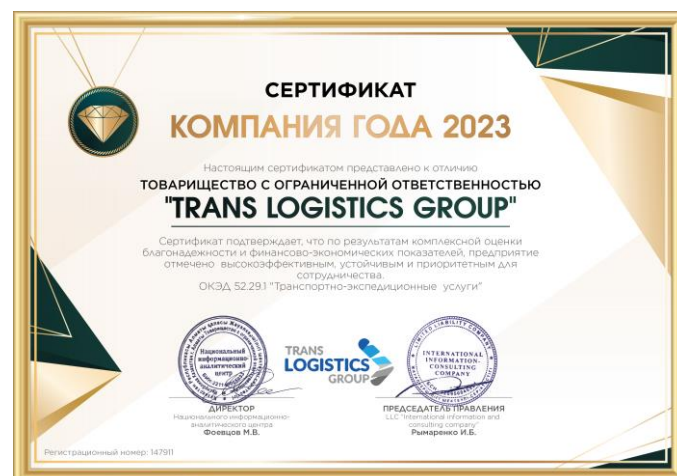 СЕРТИФИКАТ
КОМПАНИЯ ГОДА 2023
Настоящим сертификатом представлено к отличию
ТОВАРИЩЕСТВО С ОГРАНИЧЕННОЙ ОТВЕТСТВЕННОСТЬЮ
"TRANS LOGISTICS GROUP"
Сертификат подтверждает, что по результатам комплексной оценки
благонадежности и финансово-экономических показателей, предприятие
отмечено высокоэффективным, устойчивым и приоритетным для
сотрудничества.
ОКЭД 52.29.1 "Транспортно-экспедиционные услуги"
Национальный
информационно-
аналитический
центр
TRANS
LOGISTICS
GROUP
LIMITED LIABILITY COMPANY
INTERNATIONAL
INFORMATION-
CONSULTING
COMPANY
ДИРЕКТОР
Национального информационно-
аналитического центра
Фоевцов М.В.
ПРЕДСЕДАТЕЛЬ ПРАВЛЕНИЯ
LLC "International information and
consulting company"
Рымаренко И.Б.
Регистрационный номер: 147911